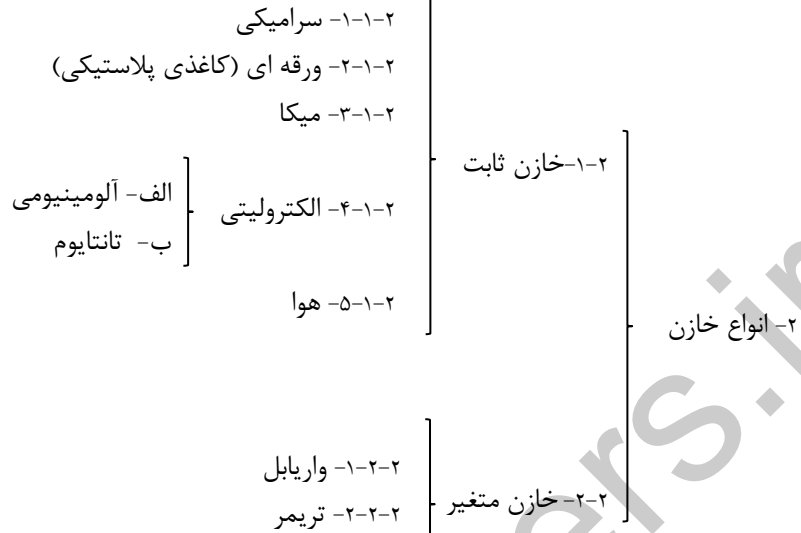 ۲-۱-۱- سرامیکی
۲-۱-۲- ورقه ای (کاغذی پلاستیکی)
۲-۱-۳- میکا
۲-۱-خازن ثابت
۲-۱-۴- الکترولیتی
الف- آلومینیومی
ب- تانتایوم
۲-۱-۵- هوا
۲- انواع خازن
۲-۲-۱- واریابل
۲-۲-خازن متغیر
۲-۲-۲- تریمر